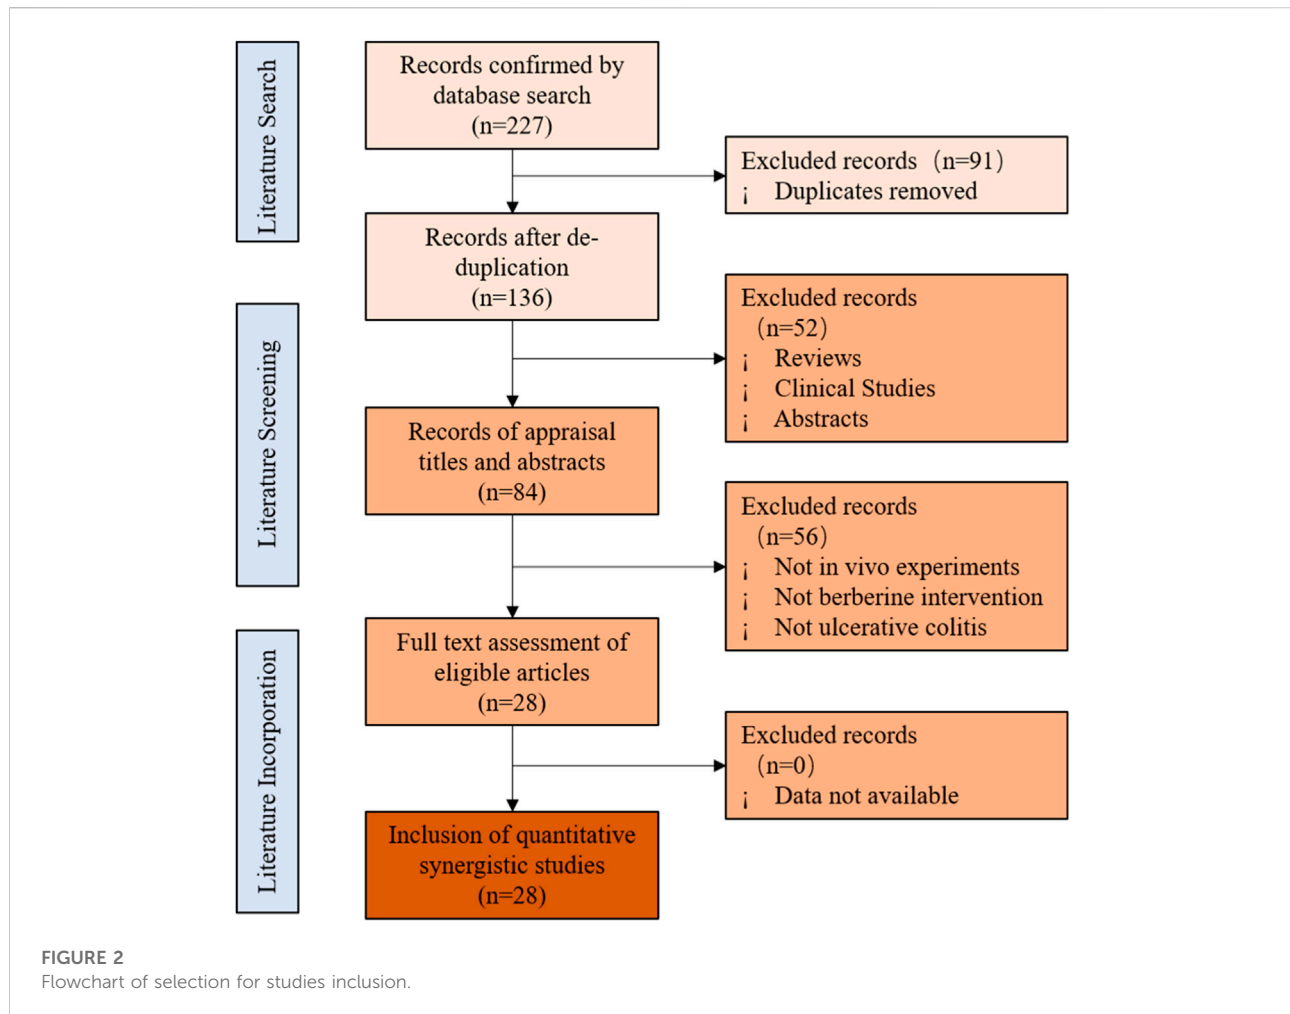 Literature Search
Records confirmed by
database search
(n=227)
Excluded records（n=91）
¡ Duplicates removed
Records after de-
duplication
(n=136)
Literature Screening
Excluded records
（n=52）
¡ Reviews
¡ Clinical Studies
¡ Abstracts
Records of appraisal
titles and abstracts
(n=84)
Excluded records
（n=56）
¡ Not in vivo experiments
¡ Not berberine intervention
¡ Not ulcerative colitis
Literature Incorporation
Full text assessment of
eligible articles
(n=28)
Excluded records
（n=0）
¡ Data not available
Inclusion of quantitative
synergistic studies
(n=28)
FIGURE 2
Flowchart of selection for studies inclusion.